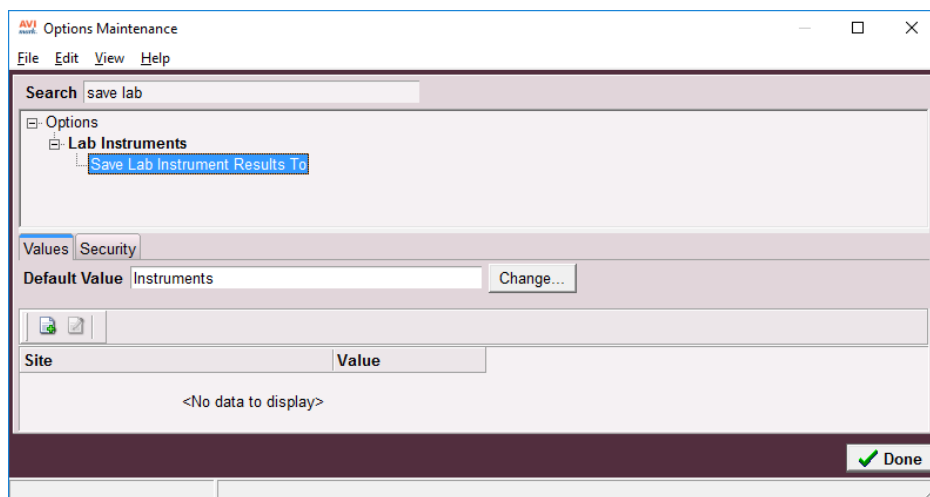 AVI mark Options Maintenance
File Edit View Help
Search save lab
Options
Lab Instruments
Save Lab Instrument Results To
Values Security
Default Value Instruments Change...
Site Value
<No data to display>
Done